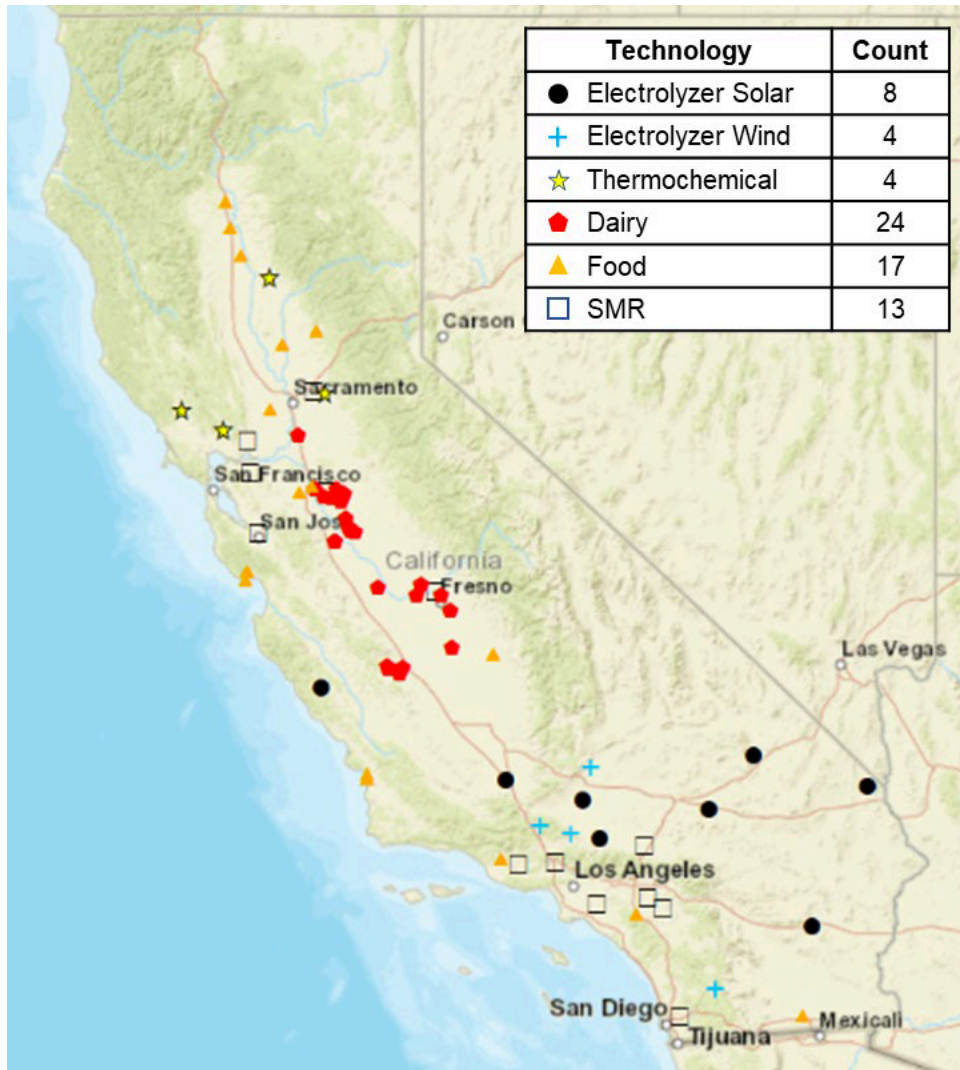 Technology Count
Electrolyzer Solar 8
Electrolyzer Wind 4
Thermochemical 4
Dairy 24
Food 17
SMR 13
Carson
Sacramento
San Francisco
San Jos
California
Fresno
Las Vegas
Los Angeles
San Diego
Mexicali
Tijuana